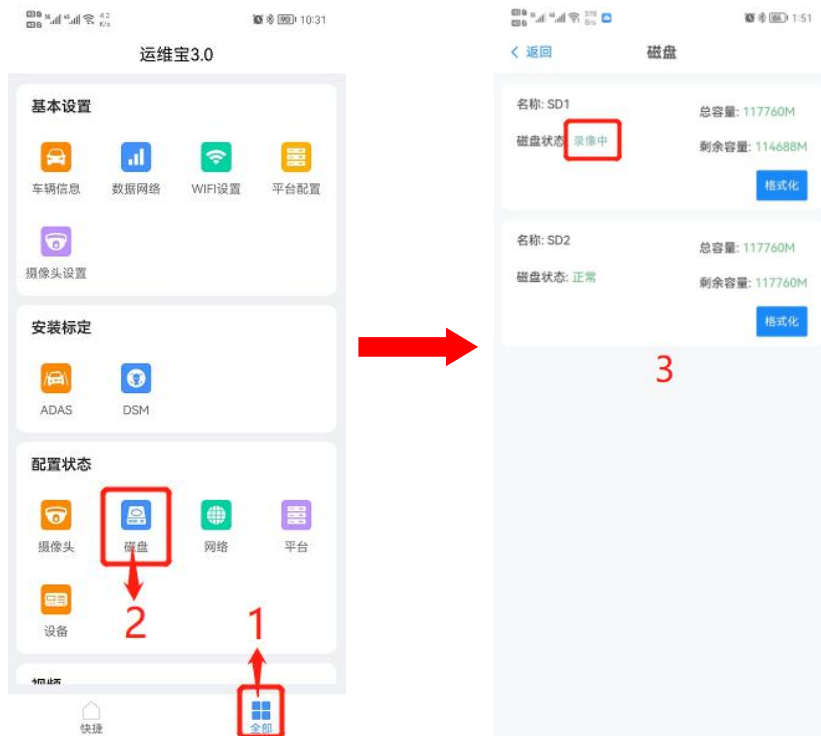 10:31
运维宝3.0
基本设置
车辆信息
数据网络
WIFI设置
平台配置
摄像头设置
安装标定
ADAS
DSM
配置状态
摄像头
磁盘
网络
平台
设备
2
1
快捷
全部
1:51
返回
磁盘
名称: SD1
总容量: 117760M
磁盘状态: 录像中
剩余容量: 114688M
格式化
名称: SD2
总容量: 117760M
磁盘状态: 正常
剩余容量: 117760M
格式化
3